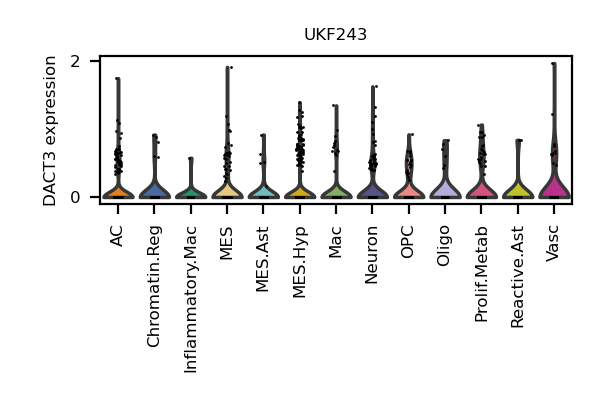 UKF243
DACT3 expression
2
0
AC
Chromatin.Reg
Inflammatory.Mac
MES
MES.Ast
MES.Hyp
Mac
Neuron
OPC
Oligo
Prolif.Metab
Reactive.Ast
Vasc